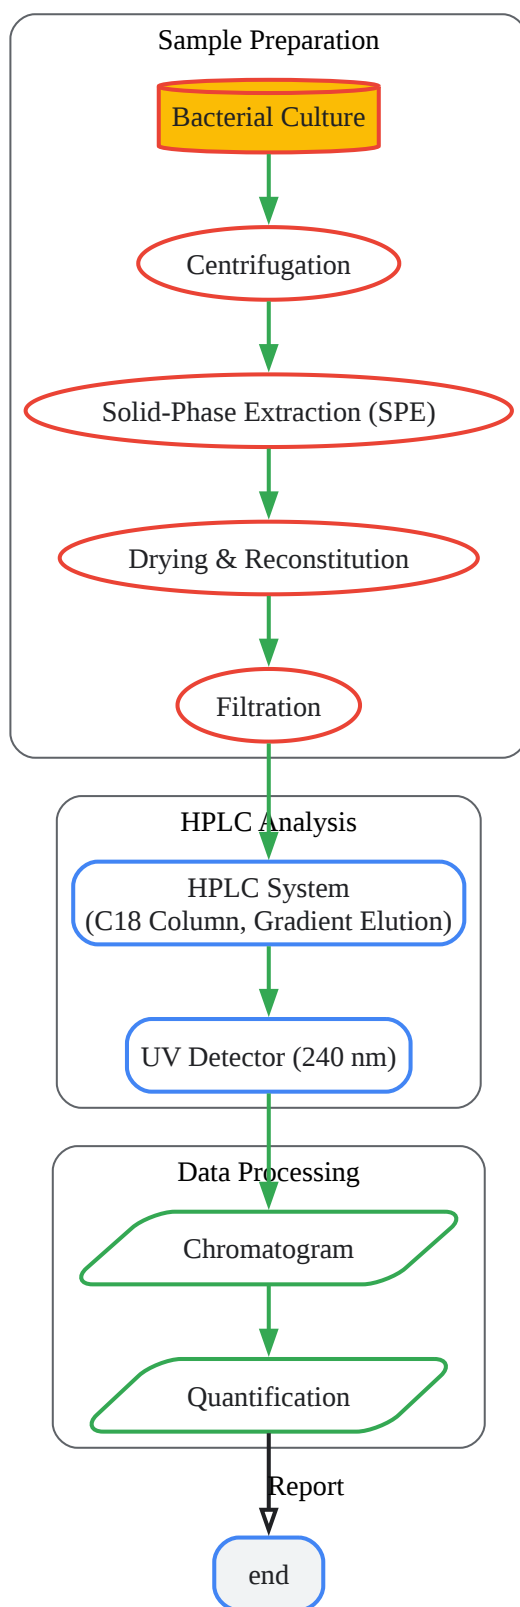 Sample Preparation
Bacterial Culture
Centrifugation
Solid-Phase Extraction (SPE)
Drying & Reconstitution
Filtration
HPLC Analysis
HPLC System
(C18 Column, Gradient Elution)
UV Detector (240 nm)
Data Processing
Chromatogram
Quantification
Report
end